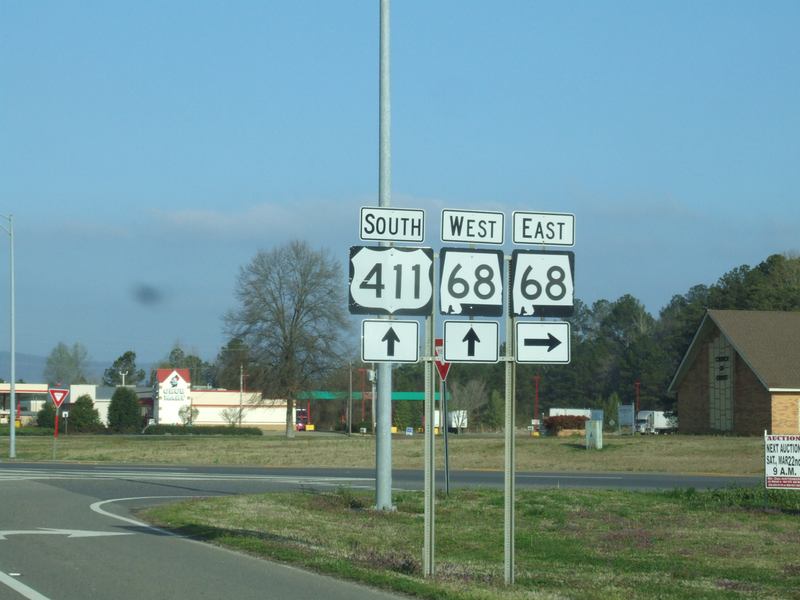 SOUTH
WEST
EAST
411
68
68
AUCTION
NEXT AUCTION
SAT, MAR22nd
9 A.M.